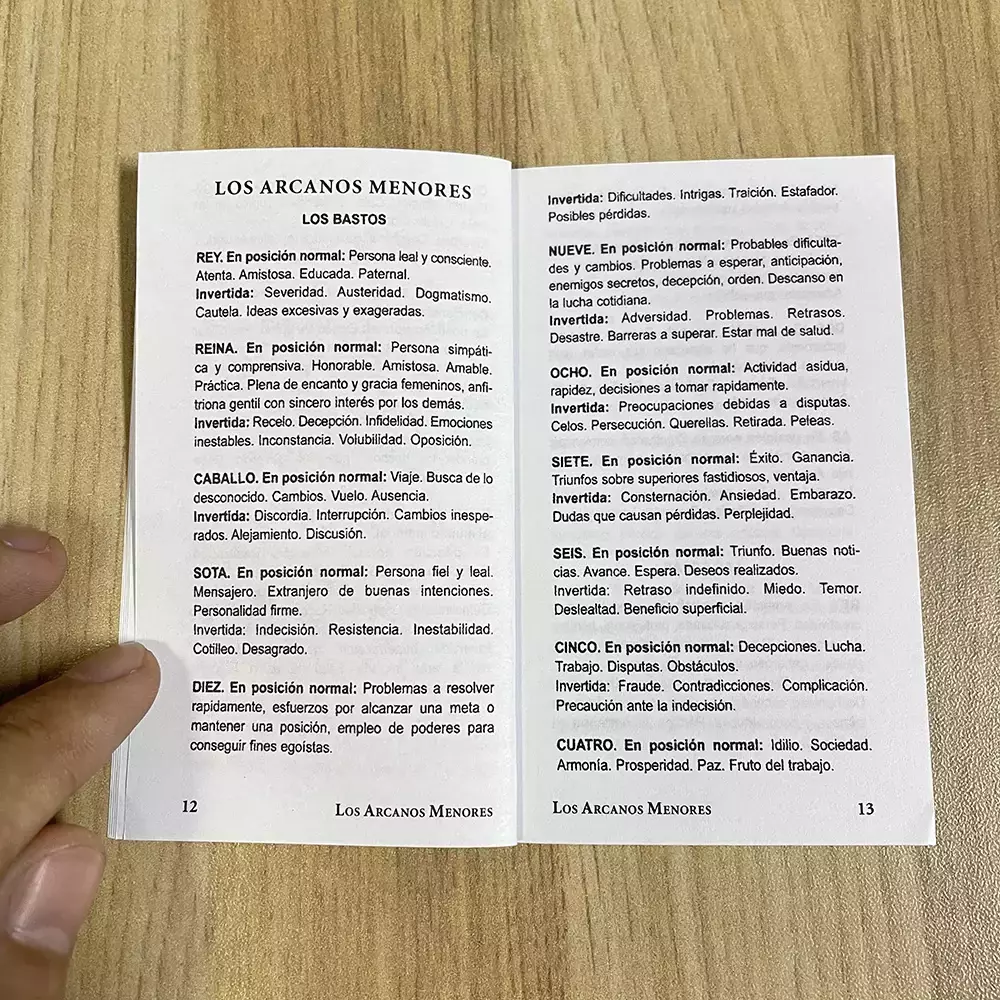 LOS ARCANOS MENORES
LOS BASTOS
REY. En posición normal: Persona leal y consciente.
Atenta. Amistosa. Educada. Paternal.
Invertida: Severidad. Austeridad. Dogmatismo.
Cautela. Ideas excesivas y exageradas.
REINA. En posición normal: Persona simpáti-
ca y comprensiva. Honorable. Amistosa. Amable.
Práctica. Plena de encanto y gracia femeninos, anfi-
triona gentil con sincero interés por los demás.
Invertida: Recelo. Decepción. Infidelidad. Emociones
inestables. Inconstancia. Volubilidad. Oposición.
CABALLO. En posición normal: Viaje. Busca de lo
desconocido. Cambios. Vuelo. Ausencia.
Invertida: Discordia. Interrupción. Cambios inespe-
rados. Alejamiento. Discusión.
SOTA. En posición normal: Persona fiel y leal.
Mensajero. Extranjero de buenas intenciones.
Personalidad firme.
Invertida: Indecisión. Resistencia. Inestabilidad.
Cotilleo. Desagrado.
DIEZ. En posición normal: Problemas a resolver
rapidamente, esfuerzos por alcanzar una meta o
mantener una posición, empleo de poderes para
conseguir fines egoístas.
12
LOS ARCANOS MENORES
Invertida: Dificultades. Intrigas. Traición. Estafador.
Posibles pérdidas.
NUEVE. En posición normal: Probables dificulta-
des y cambios. Problemas a esperar, anticipación,
enemigos secretos, decepción, orden. Descanso en
la lucha cotidiana.
Invertida: Adversidad. Problemas. Retrasos.
Desastre. Barreras a superar. Estar mal de salud.
OCHO. En posición normal: Actividad asidua,
rapidez, decisiones a tomar rapidamente.
Invertida: Preocupaciones debidas a disputas.
Celos. Persecución. Querellas. Retirada. Peleas.
SIETE. En posición normal: Éxito. Ganancia.
Triunfos sobre superiores fastidiosos, ventaja.
Invertida: Consternación. Ansiedad. Embarazo.
Dudas que causan pérdidas. Perplejidad.
SEIS. En posición normal: Triunfo. Buenas noti-
cias. Avance. Espera. Deseos realizados.
Invertida: Retraso indefinido. Miedo. Temor.
Deslealtad. Beneficio superficial.
CINCO. En posición normal: Decepciones. Lucha.
Trabajo. Disputas. Obstáculos.
Invertida: Fraude. Contradicciones. Complicación.
Precaución ante la indecisión.
CUATRO. En posición normal: Idilio. Sociedad.
Armonía. Prosperidad. Paz. Fruto del trabajo.
LOS ARCANOS MENORES
13